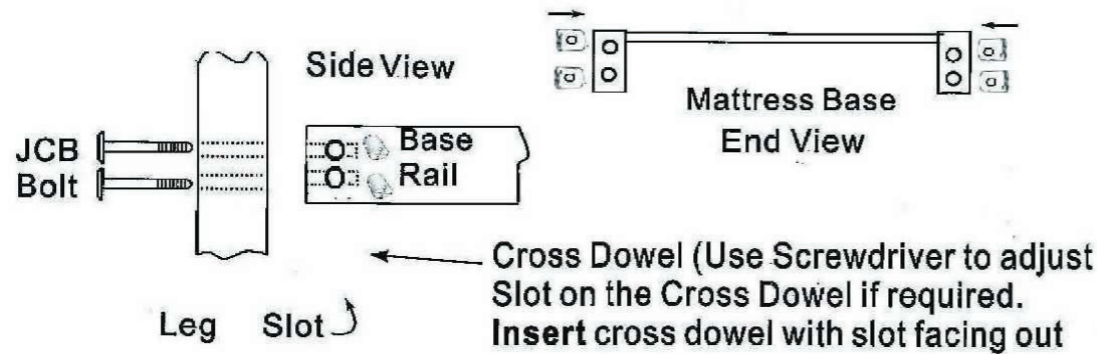 Side View
JCB
Bolt
Base
Rail
Mattress Base
End View
Cross Dowel (Use Screwdriver to adjust
Slot on the Cross Dowel if required.
Insert cross dowel with slot facing out
Leg Slot